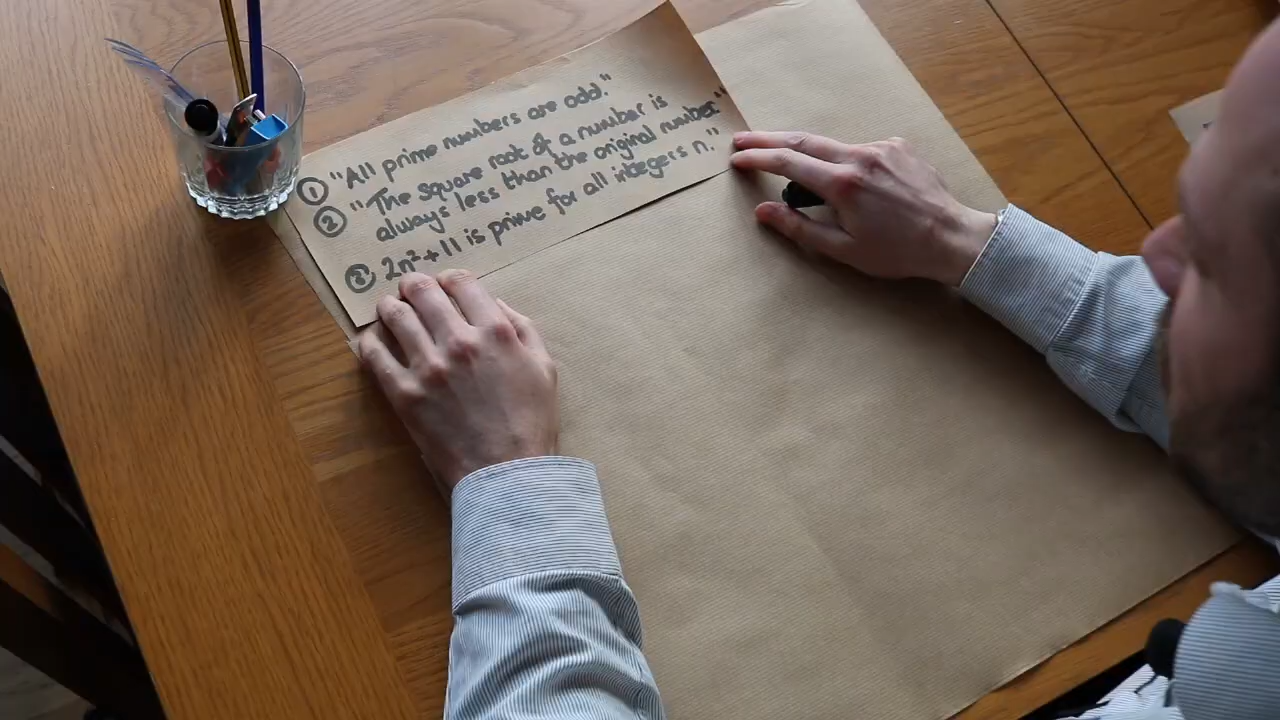 ① "All prime numbers are odd."
② "The square root of a number is
always less than the original number."
③ 2n²+11 is prime for all integers n."